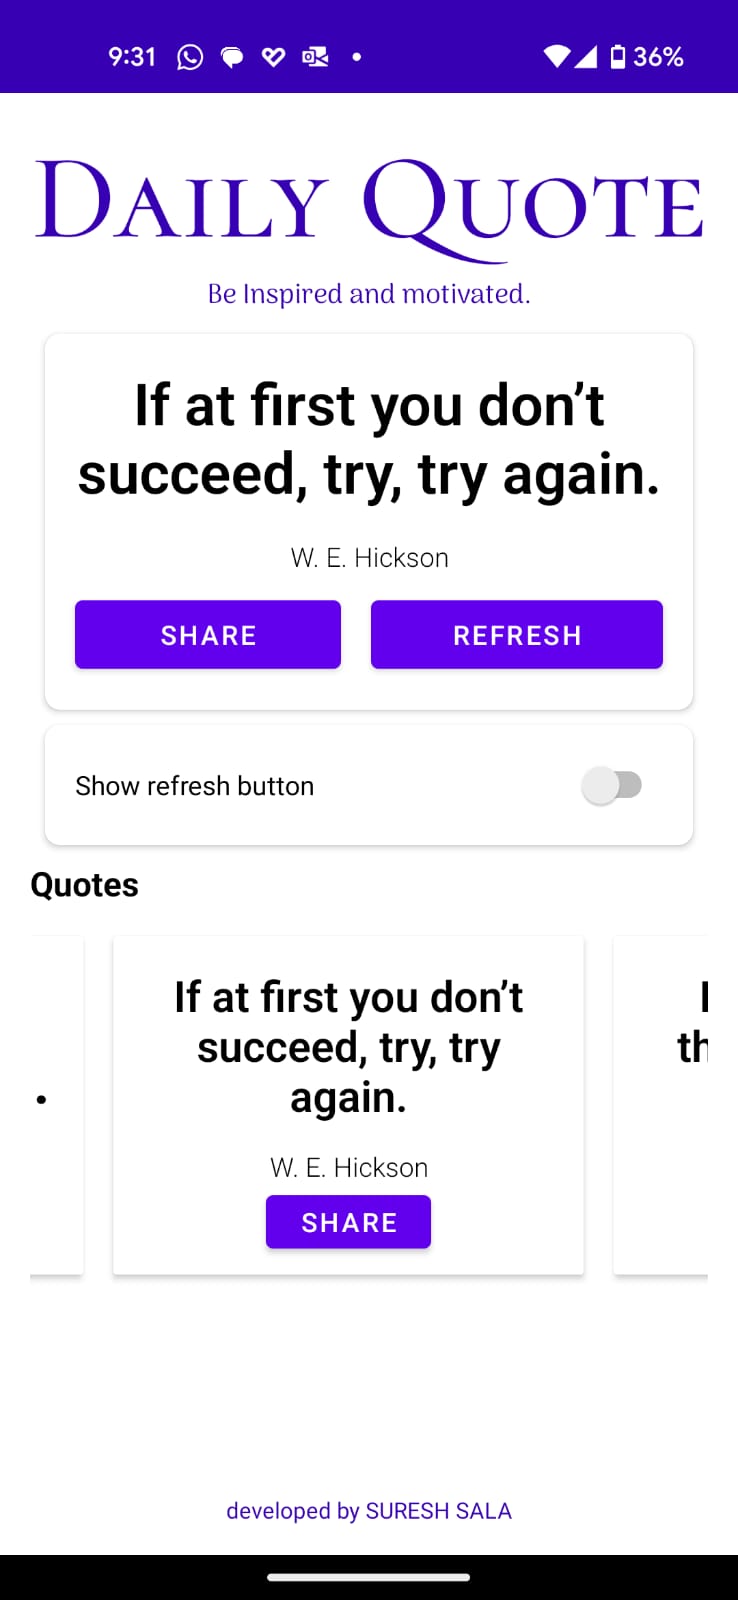 9:31 36%
DAILY QUOTE
Be Inspired and motivated.
If at first you don’t
succeed, try, try again.
W. E. Hickson
SHARE REFRESH
Show refresh button
Quotes
If at first you don’t
succeed, try, try
again.
W. E. Hickson
SHARE
.
th
developed by SURESH SALA